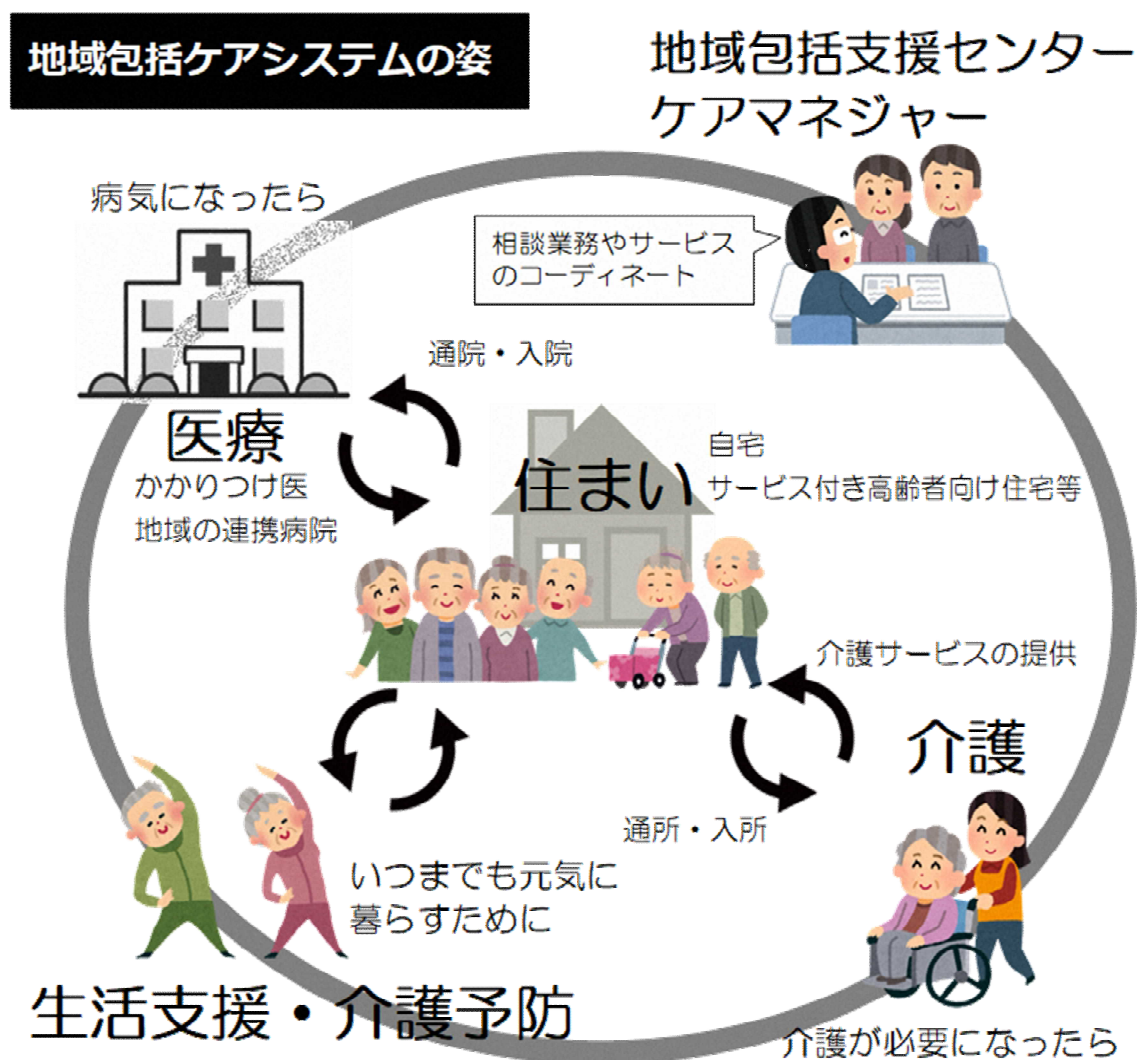 地域包括ケアシステムの姿
地域包括支援センター
ケアマネジャー
病気になったら
相談業務やサービス
のコーディネート
通院・入院
医療
かかりつけ医
地域の連携病院
住まい
自宅
サービス付き高齢者向け住宅等
介護サービスの提供
介護
通所・入所
いつまでも元気に
暮らすために
生活支援・介護予防
介護が必要になったら